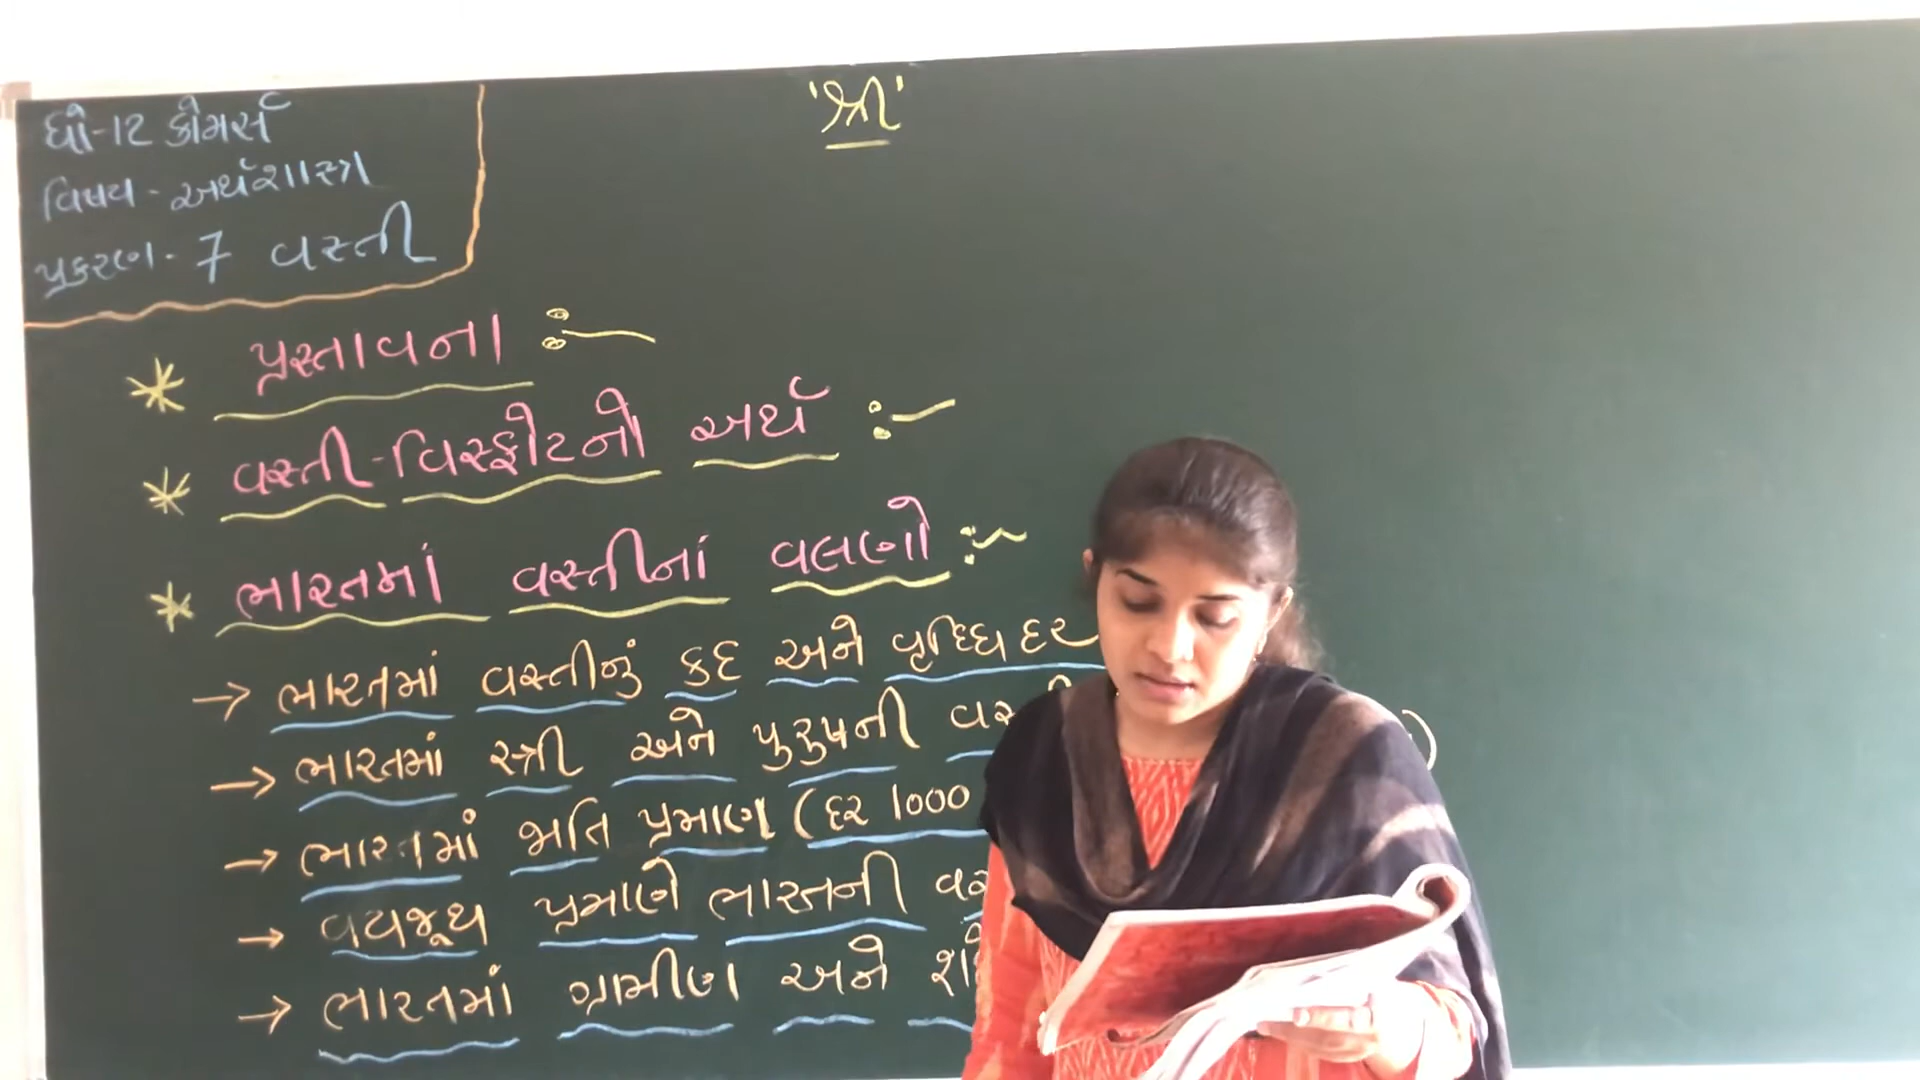 'શ્રી'
ધો-12 કોમર્સ
વિષય - અર્થશાસ્ત્ર
પ્રકરણ - 7 વસ્તી
* પ્રસ્તાવના :-
* વસ્તી-વિસ્ફોટનો અર્થ :-
* ભારતમાં વસ્તીનાં વલણો :-
→ ભારતમાં વસ્તીનું કદ અને વૃધ્ધિ દર
→ ભારતમાં સ્ત્રી અને પુરુષની
→ ભારતમાં જાતિ પ્રમાણ (દર 1000
→ વયજૂથ પ્રમાણે ભારતની
→ ભારતમાં ગ્રામીણ અને